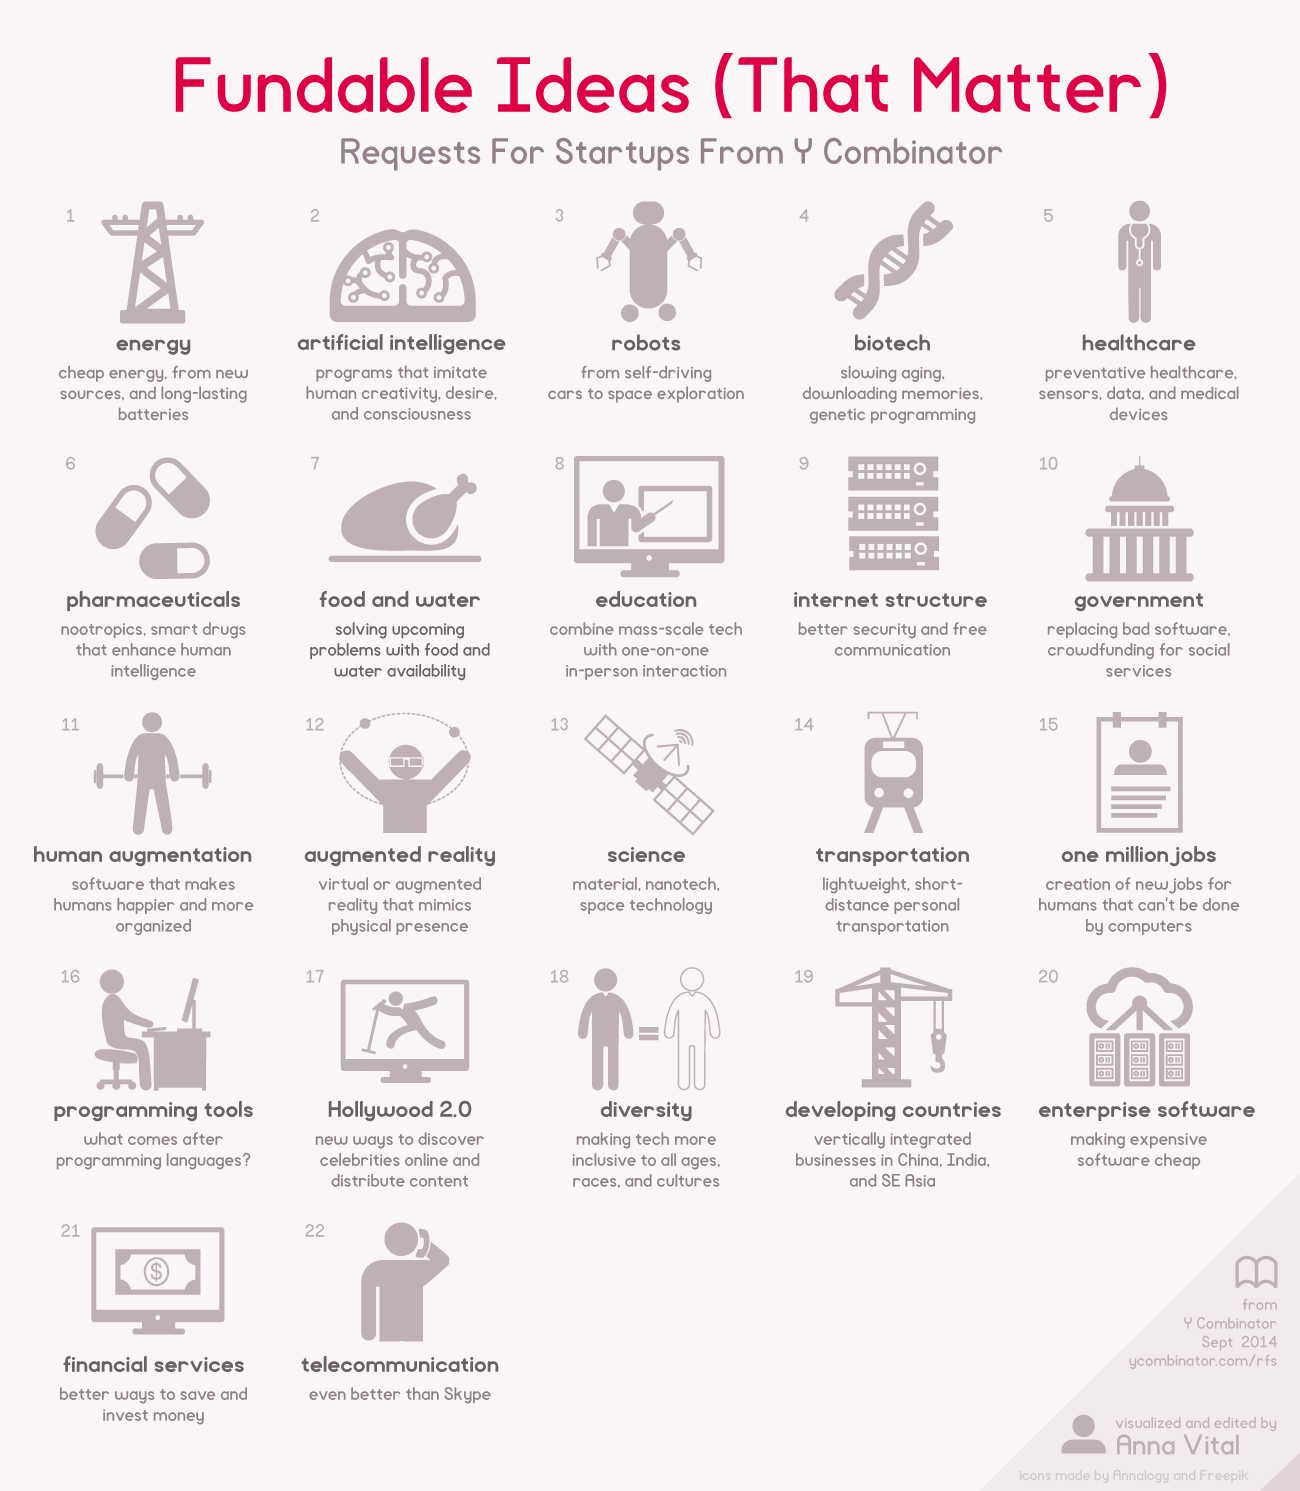 Fundable Ideas (That Matter)
Requests For Startups From Y Combinator
1
energy
cheap energy, from new
sources, and long-lasting
batteries
2
artificial intelligence
programs that imitate
human creativity, desire,
and consciousness
3
robots
from self-driving
cars to space exploration
4
biotech
slowing aging,
downloading memories,
genetic programming
5
healthcare
preventative healthcare,
sensors, data, and medical
devices
6
pharmaceuticals
nootropics, smart drugs
that enhance human
intelligence
7
food and water
solving upcoming
problems with food and
water availability
8
education
combine mass-scale tech
with one-on-one
in-person interaction
9
internet structure
better security and free
communication
10
government
replacing bad software,
crowdfunding for social
services
11
human augmentation
software that makes
humans happier and more
organized
12
augmented reality
virtual or augmented
reality that mimics
physical presence
13
science
material, nanotech,
space technology
14
transportation
lightweight, short-
distance personal
transportation
15
one million jobs
creation of new jobs for
humans that can't be done
by computers
16
programming tools
what comes after
programming languages?
17
Hollywood 2.0
new ways to discover
celebrities online and
distribute content
18
=
diversity
making tech more
inclusive to all ages,
races, and cultures
19
developing countries
vertically integrated
businesses in China, India,
and SE Asia
20
enterprise software
making expensive
software cheap
21
$
financial services
better ways to save and
invest money
22
telecommunication
even better than Skype
from
Y Combinator
Sept 2014
ycombinator.com/rfs
visualized and edited by
Anna Vital
icons made by Annalogy and Freepik